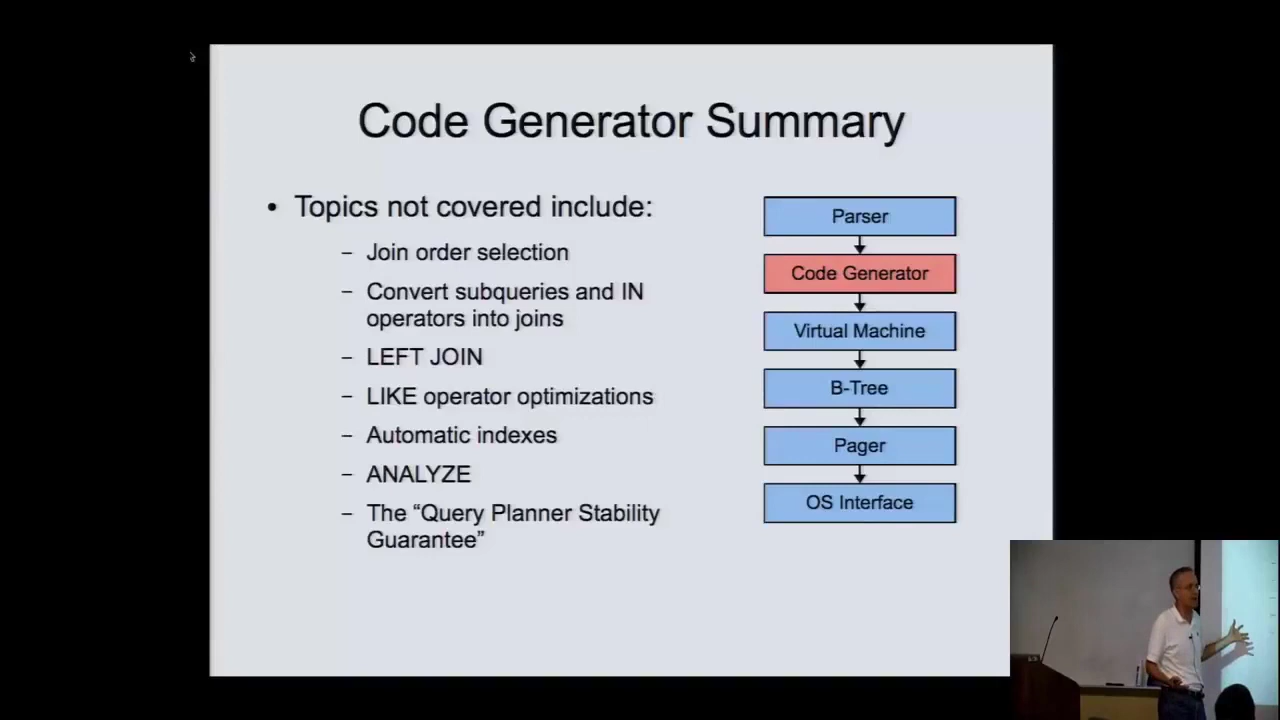 Code Generator Summary
• Topics not covered include:
– Join order selection
– Convert subqueries and IN
operators into joins
– LEFT JOIN
– LIKE operator optimizations
– Automatic indexes
– ANALYZE
– The “Query Planner Stability
Guarantee”
Parser
Code Generator
Virtual Machine
B-Tree
Pager
OS Interface